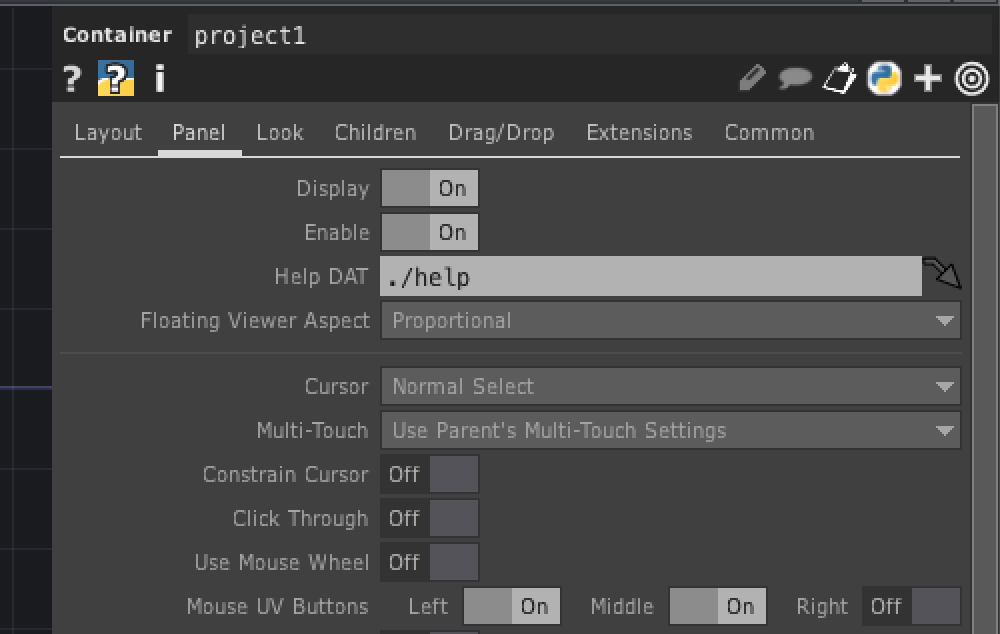 Container project1
? ? i
Layout Panel Look Children Drag/Drop Extensions Common
Display On
Enable On
Help DAT ./help
Floating Viewer Aspect Proportional
Cursor Normal Select
Multi-Touch Use Parent's Multi-Touch Settings
Constrain Cursor Off
Click Through Off
Use Mouse Wheel Off
Mouse UV Buttons Left On Middle On Right Off